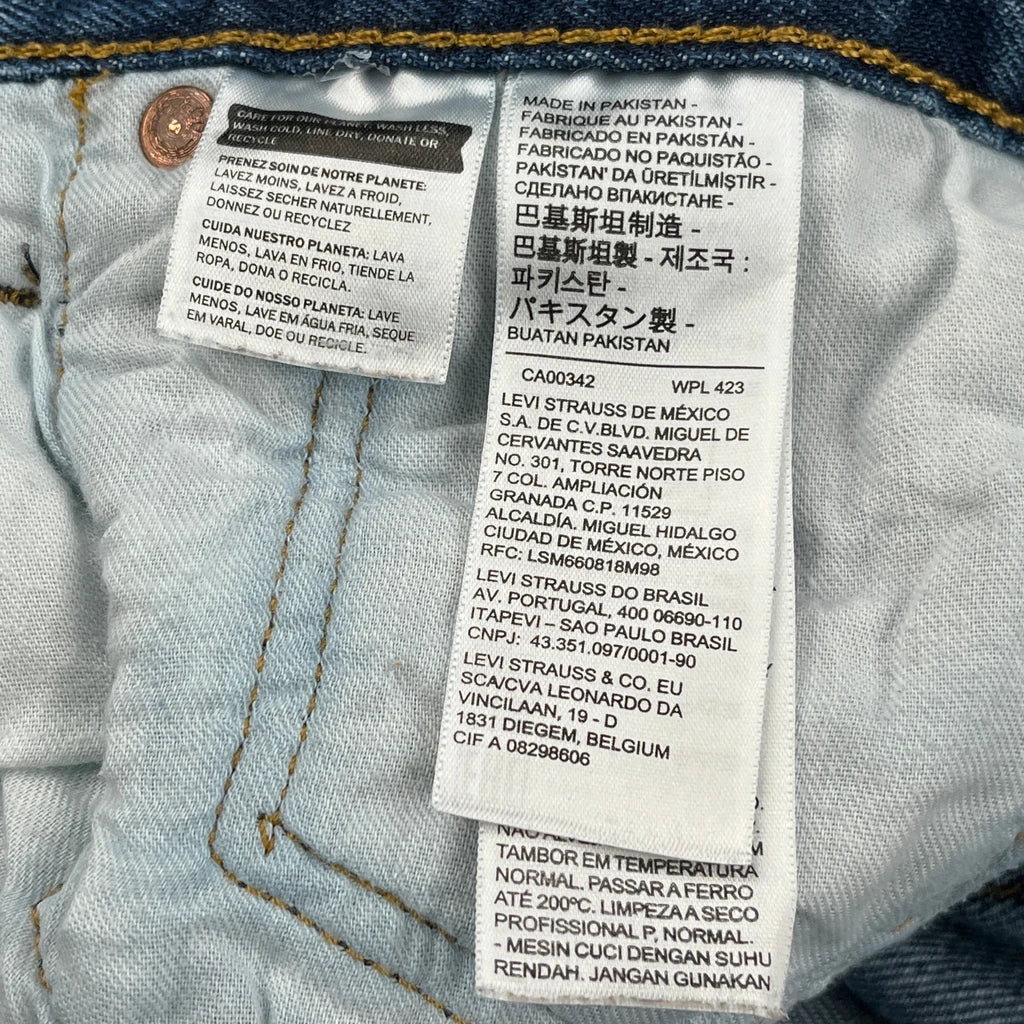 CARE FOR OUR PLANET: WASH LESS,
WASH COLD, LINE DRY, DONATE OR
RECYCLE
PRENEZ SOIN DE NOTRE PLANETE:
LAVEZ MOINS, LAVEZ A FROID,
LAISSEZ SECHER NATURELLEMENT,
DONNEZ OU RECYCLEZ
CUIDA NUESTRO PLANETA: LAVA
MENOS, LAVA EN FRIO, TIENDE LA
ROPA, DONA O RECICLA.
CUIDE DO NOSSO PLANETA: LAVE
MENOS, LAVE EM ÁGUA FRIA, SEQUE
EM VARAL, DOE OU RECICLE.
MADE IN PAKISTAN -
FABRIQUE AU PAKISTAN -
FABRICADO EN PAKISTÁN -
FABRICADO NO PAQUISTÃO -
PAKİSTAN' DA ÜRETİLMİŞTİR -
СДЕЛАНО ВПАКИСТАНЕ -
巴基斯坦制造 -
巴基斯坦製 - 제조국 :
파키스탄 -
パキスタン製 -
BUATAN PAKISTAN
CA00342 WPL 423
LEVI STRAUSS DE MÉXICO
S.A. DE C.V.BLVD. MIGUEL DE
CERVANTES SAAVEDRA
NO. 301, TORRE NORTE PISO
7 COL. AMPLIACIÓN
GRANADA C.P. 11529
ALCALDÍA. MIGUEL HIDALGO
CIUDAD DE MÉXICO, MÉXICO
RFC: LSM660818M98
LEVI STRAUSS DO BRASIL
AV. PORTUGAL, 400 06690-110
ITAPEVI – SAO PAULO BRASIL
CNPJ: 43.351.097/0001-90
LEVI STRAUSS & CO. EU
SCA/CVA LEONARDO DA
VINCILAAN, 19 - D
1831 DIEGEM, BELGIUM
CIF A 08298606
TAMBOR EM TEMPERATURA
NORMAL. PASSAR A FERRO
ATÉ 200ºC. LIMPEZA A SECO
PROFISSIONAL P, NORMAL.
- MESIN CUCI DENGAN SUHU
RENDAH. JANGAN GUNAKAN